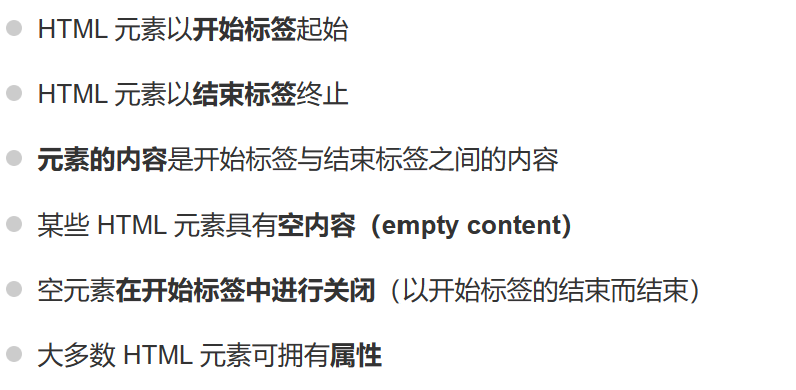 HTML 元素以开始标签起始
HTML 元素以结束标签终止
元素的内容是开始标签与结束标签之间的内容
某些 HTML 元素具有空内容（empty content）
空元素在开始标签中进行关闭（以开始标签的结束而结束）
大多数 HTML 元素可拥有属性